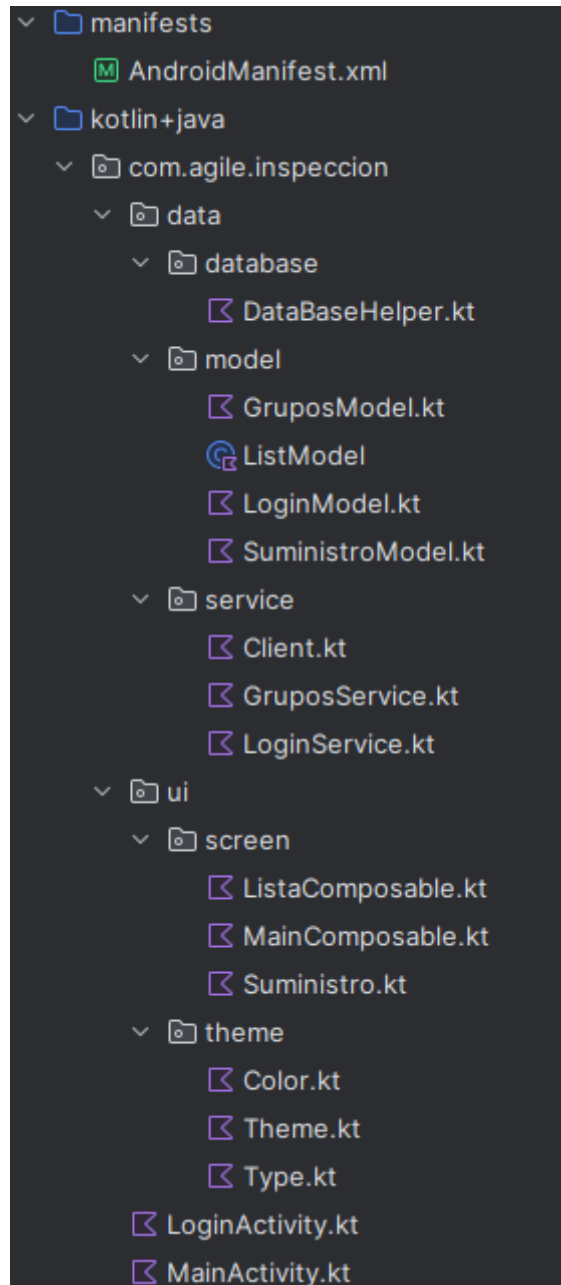 manifests
AndroidManifest.xml
kotlin+java
com.agile.inspeccion
data
database
DataBaseHelper.kt
model
GruposModel.kt
ListModel
LoginModel.kt
SuministroModel.kt
service
Client.kt
GruposService.kt
LoginService.kt
ui
screen
ListaComposable.kt
MainComposable.kt
Suministro.kt
theme
Color.kt
Theme.kt
Type.kt
LoginActivity.kt
MainActivity.kt